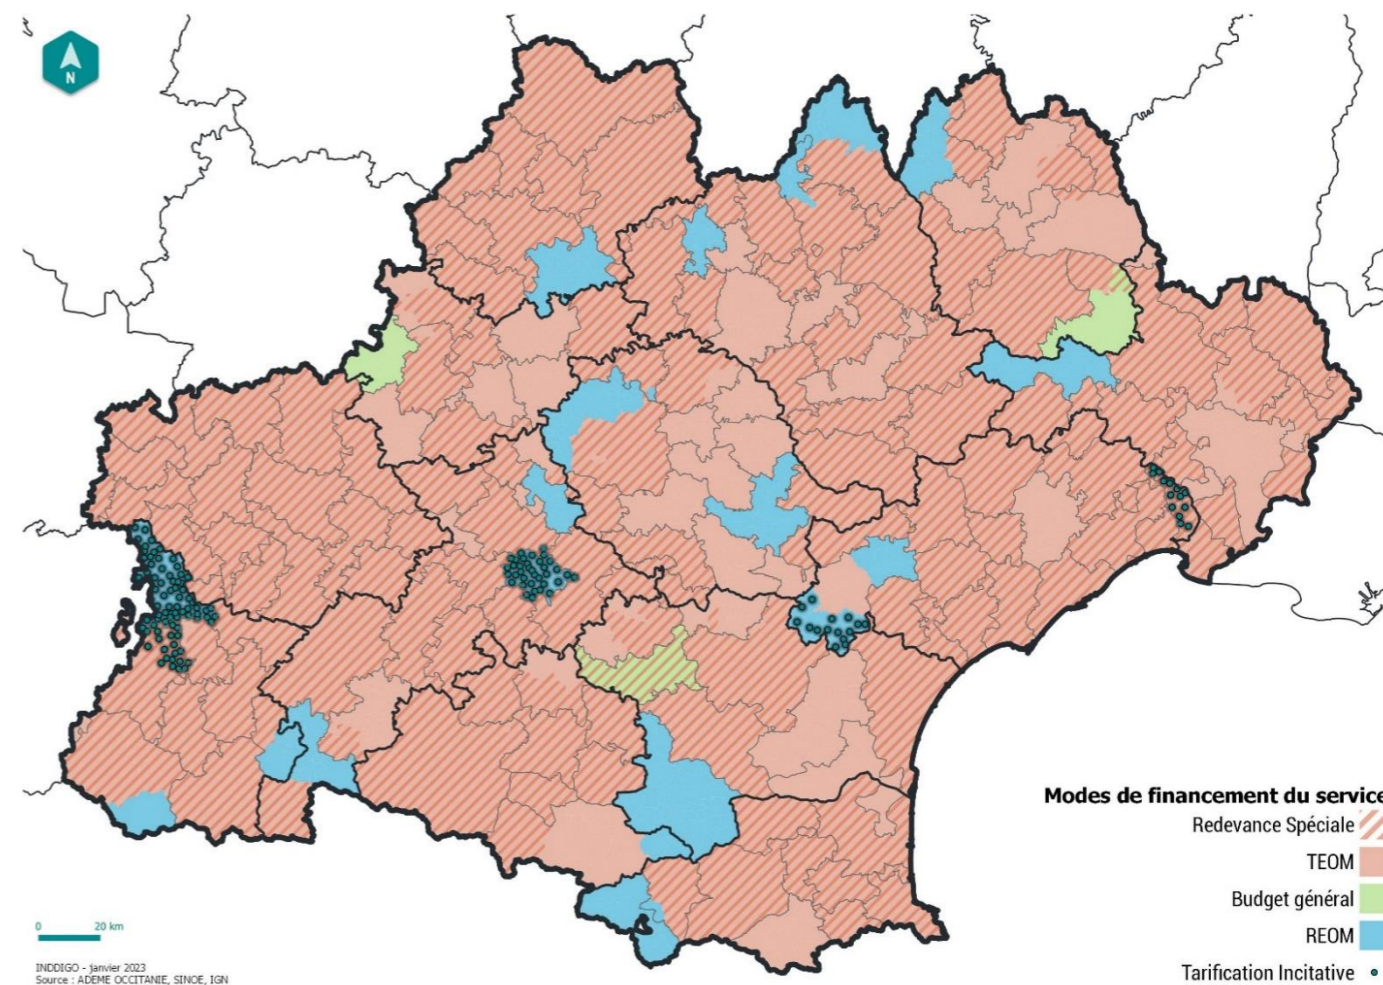 N
Modes de financement du service
Redevance Spéciale
TEOM
Budget général
REOM
Tarification Incitative
0 20 km
INDDIGO - janvier 2023
Source : ADEME OCCITANIE, SINOE, IGN